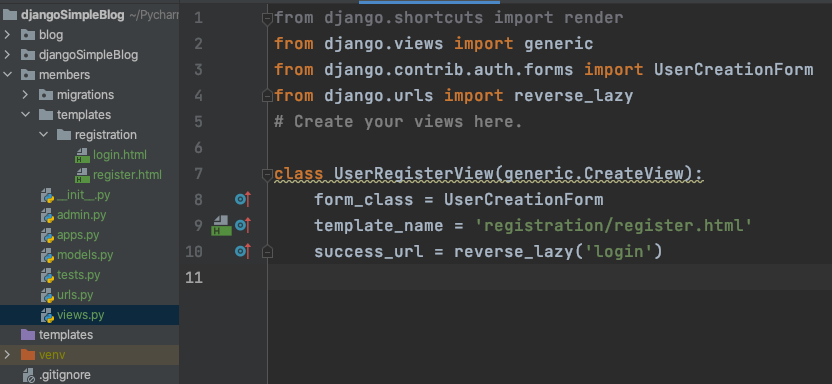 djangoSimpleBlog ~/Pycharm
blog
djangoSimpleBlog
members
migrations
templates
registration
login.html
register.html
__init__.py
admin.py
apps.py
models.py
tests.py
urls.py
views.py
templates
venv
.gitignore
1 from django.shortcuts import render
2 from django.views import generic
3 from django.contrib.auth.forms import UserCreationForm
4 from django.urls import reverse_lazy
5 # Create your views here.
6
7 class UserRegisterView(generic.CreateView):
8 form_class = UserCreationForm
9 template_name = 'registration/register.html'
10 success_url = reverse_lazy('login')
11